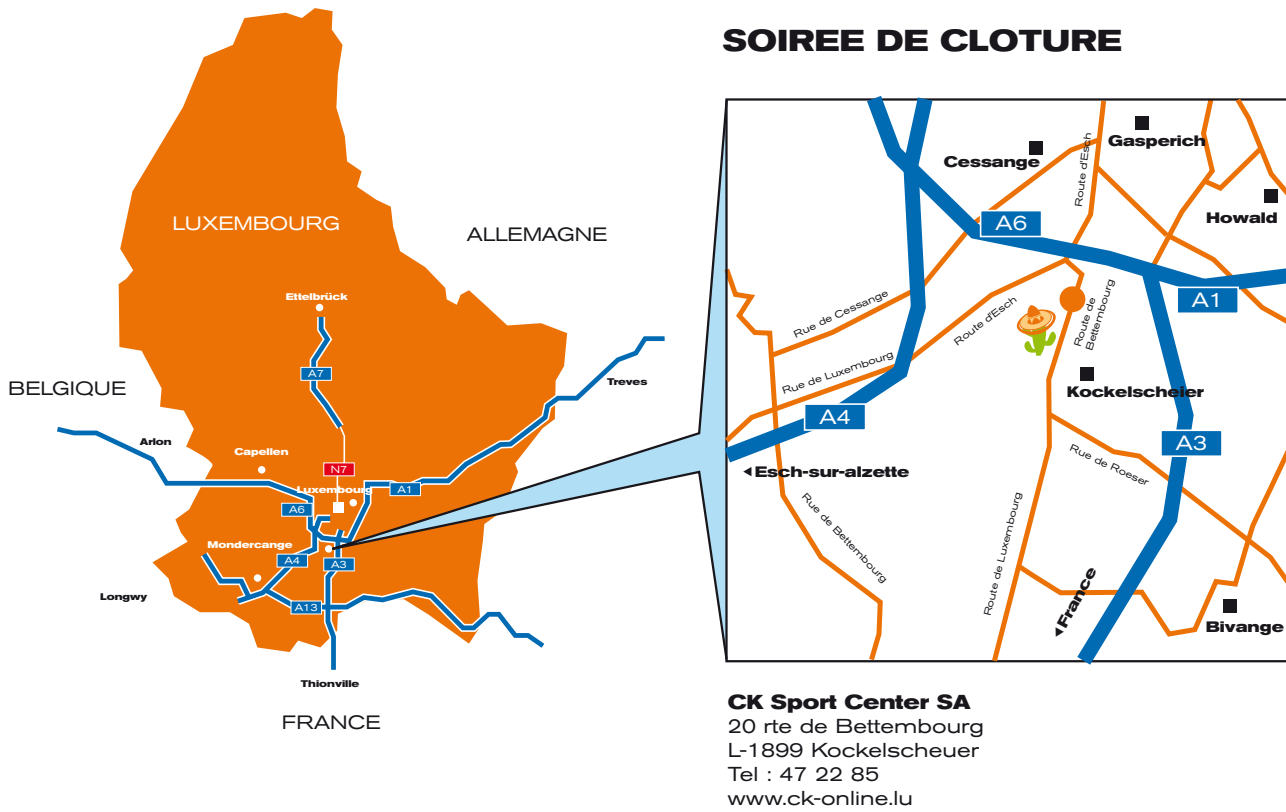 SOIREE DE CLOTURE
LUXEMBOURG
ALLEMAGNE
Ettelbrück
A7
BELGIQUE
Treves
Arlon
Capellen
N7
Luxembourg
A1
A6
Mondercange
A4
A3
Longwy
A13
Thionville
FRANCE
Gasperich
Cessange
Route d'Esch
Howald
A6
A1
Rue de Cessange
Route d'Esch
Route de
Bettembourg
Rue de Luxembourg
Kockelscheier
A4
A3
Esch-sur-alzette
Rue de Roeser
Rue de Bettembourg
Route de Luxembourg
France
Bivange
CK Sport Center SA
20 rte de Bettembourg
L-1899 Kockelscheuer
Tel : 47 22 85
www.ck-online.lu